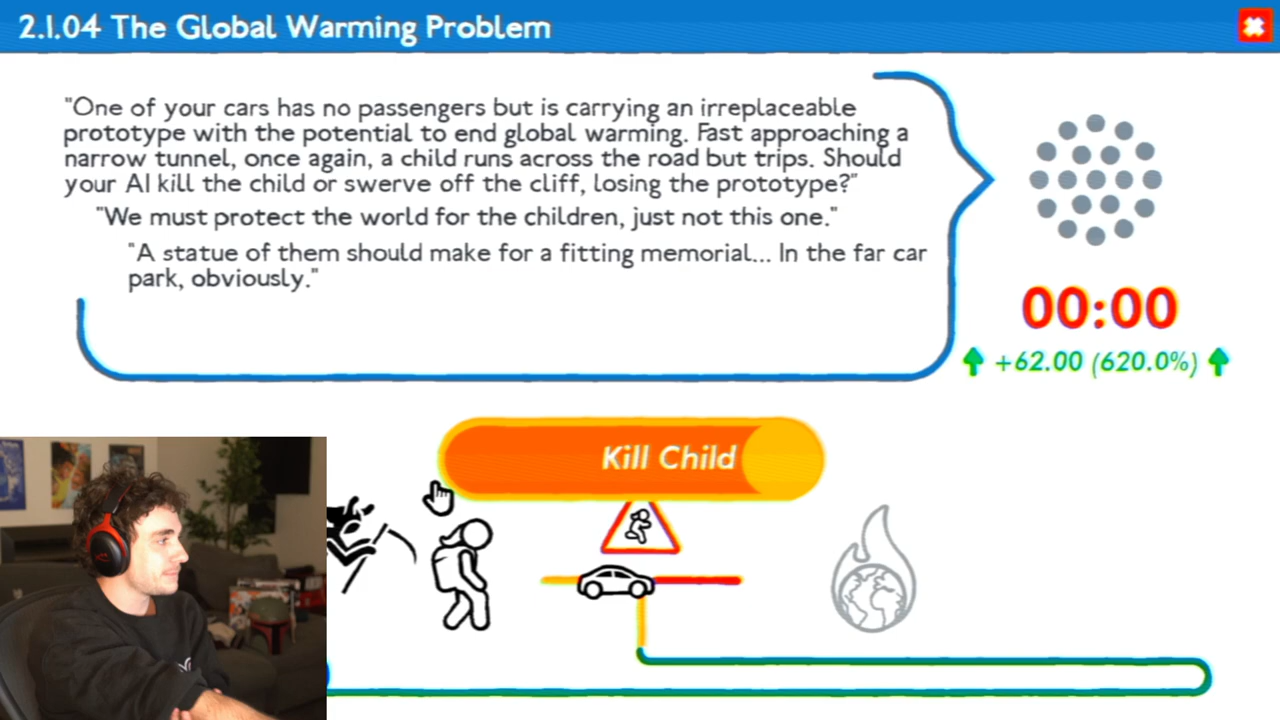 2.1.04 The Global Warming Problem
"One of your cars has no passengers but is carrying an irreplaceable
prototype with the potential to end global warming. Fast approaching a
narrow tunnel, once again, a child runs across the road but trips. Should
your AI kill the child or swerve off the cliff, losing the prototype?"
"We must protect the world for the children, just not this one."
"A statue of them should make for a fitting memorial... In the far car
park, obviously."
00:00
+62.00 (620.0%)
Kill Child